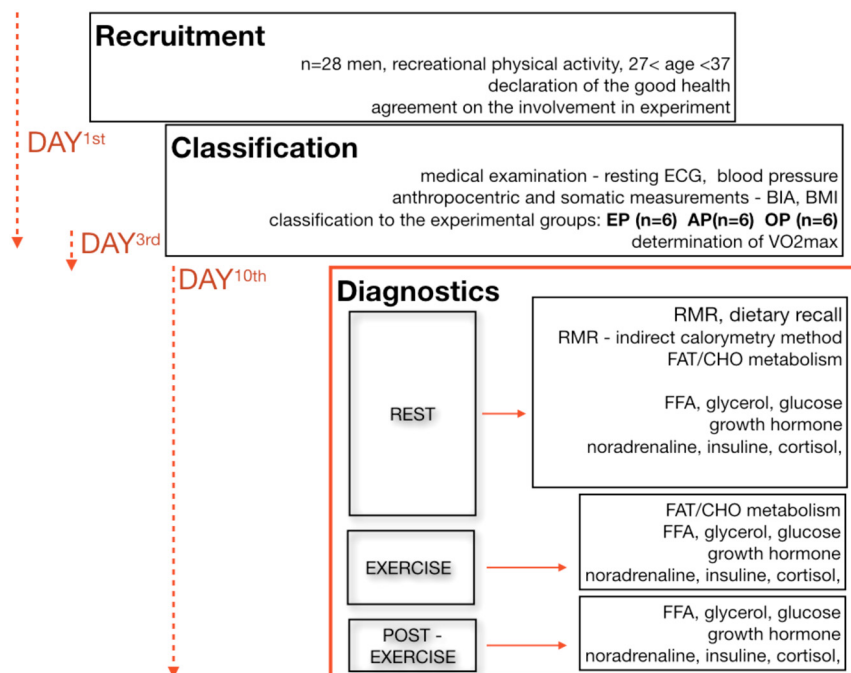 Recruitment
n=28 men, recreational physical activity, 27< age <37
declaration of the good health
agreement on the involvement in experiment
DAY1st
Classification
medical examination - resting ECG, blood pressure
anthropocentric and somatic measurements - BIA, BMI
classification to the experimental groups: EP (n=6) AP(n=6) OP (n=6)
determination of VO2max
DAY3rd
DAY10th
Diagnostics
REST
RMR, dietary recall
RMR - indirect calorymetry method
FAT/CHO metabolism
FFA, glycerol, glucose
growth hormone
noradrenaline, insuline, cortisol,
EXERCISE
FAT/CHO metabolism
FFA, glycerol, glucose
growth hormone
noradrenaline, insuline, cortisol,
POST -
EXERCISE
FFA, glycerol, glucose
growth hormone
noradrenaline, insuline, cortisol,